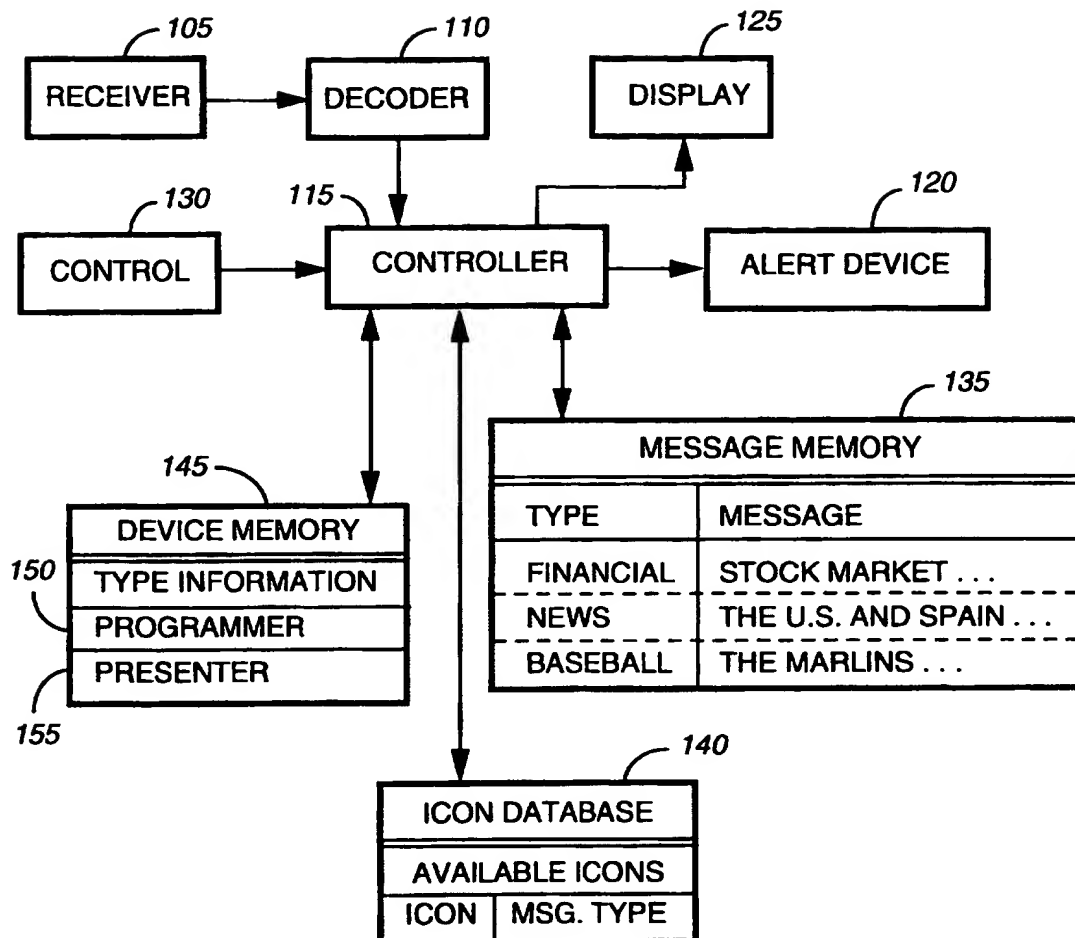 105
110
125
RECEIVER
DECODER
DISPLAY
130
115
120
CONTROL
CONTROLLER
ALERT DEVICE
135
MESSAGE MEMORY
TYPE MESSAGE
FINANCIAL STOCK MARKET . . .
NEWS THE U.S. AND SPAIN . . .
BASEBALL THE MARLINS . . .
145
DEVICE MEMORY
TYPE INFORMATION
150
PROGRAMMER
PRESENTER
155
140
ICON DATABASE
AVAILABLE ICONS
ICON MSG. TYPE